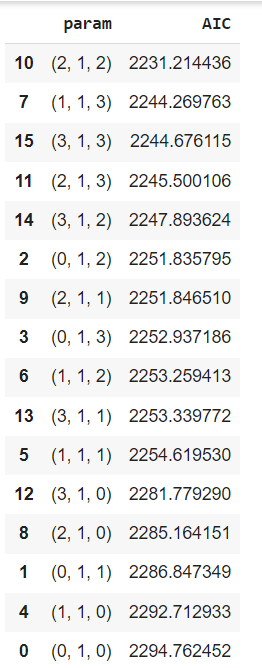 param AIC
10 (2, 1, 2) 2231.214436
7 (1, 1, 3) 2244.269763
15 (3, 1, 3) 2244.676115
11 (2, 1, 3) 2245.500106
14 (3, 1, 2) 2247.893624
2 (0, 1, 2) 2251.835795
9 (2, 1, 1) 2251.846510
3 (0, 1, 3) 2252.937186
6 (1, 1, 2) 2253.259413
13 (3, 1, 1) 2253.339772
5 (1, 1, 1) 2254.619530
12 (3, 1, 0) 2281.779290
8 (2, 1, 0) 2285.164151
1 (0, 1, 1) 2286.847349
4 (1, 1, 0) 2292.712933
0 (0, 1, 0) 2294.762452